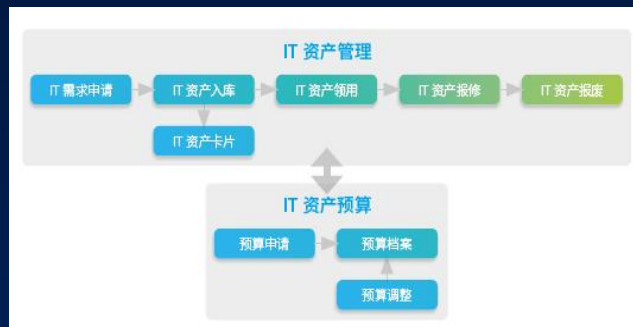 IT 资产管理
IT 需求申请
IT 资产入库
IT 资产领用
IT 资产报修
IT 资产报废
IT 资产卡片
IT 资产预算
预算申请
预算档案
预算调整